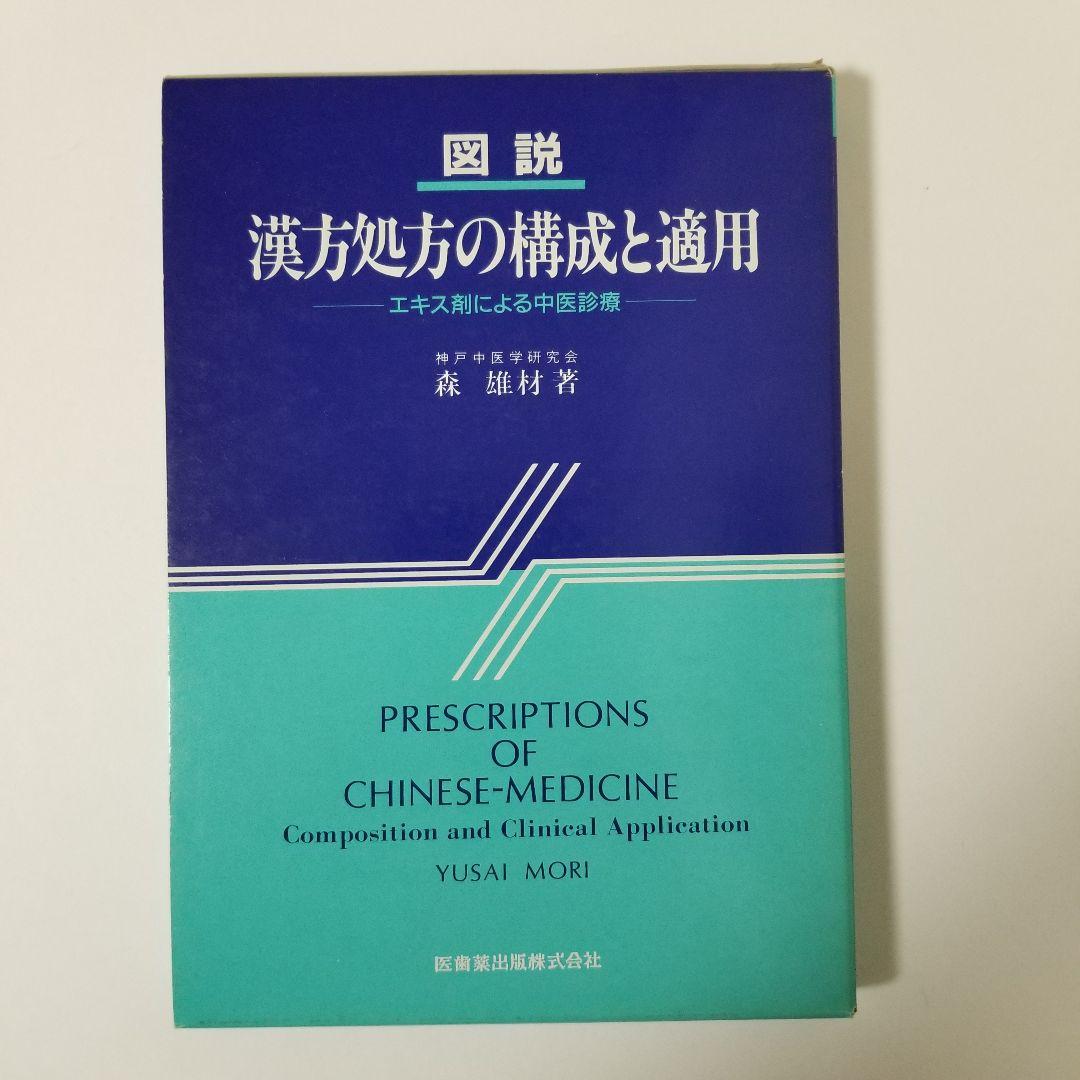 図説
漢方処方の構成と適用
エキス剤による中医診療
神戸中医学研究会
森 雄材 著
PRESCRIPTIONS
OF
CHINESE-MEDICINE
Composition and Clinical Application
YUSAI MORI
医歯薬出版株式会社